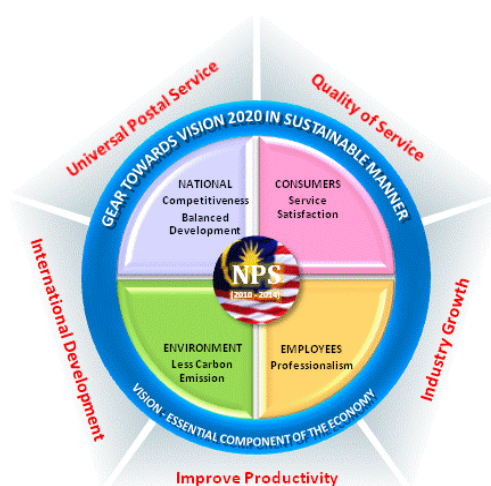 Universal Postal Service
Quality of Service
GEAR TOWARDS VISION 2020 IN SUSTAINABLE MANNER
NATIONAL
Competitiveness
Balanced
Development
CONSUMERS
Service
Satisfaction
NPS
(2010 - 2014)
International Development
Industry Growth
ENVIRONMENT
Less Carbon
Emission
EMPLOYEES
Professionalism
VISION - ESSENTIAL COMPONENT OF THE ECONOMY
Improve Productivity